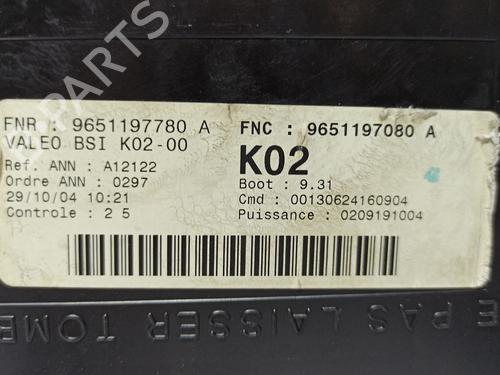 PARTS
FNR : 9651197780 A
FNC : 9651197080 A
VALEO BSI K02-00
K02
Ref. ANN : A12122
Ordre ANN : 0297
Boot : 9.31
29/10/04 10:21
Cmd : 00130624160904
Controle : 2 5
Puissance : 0209191004
E PAS LAISSER TOMB